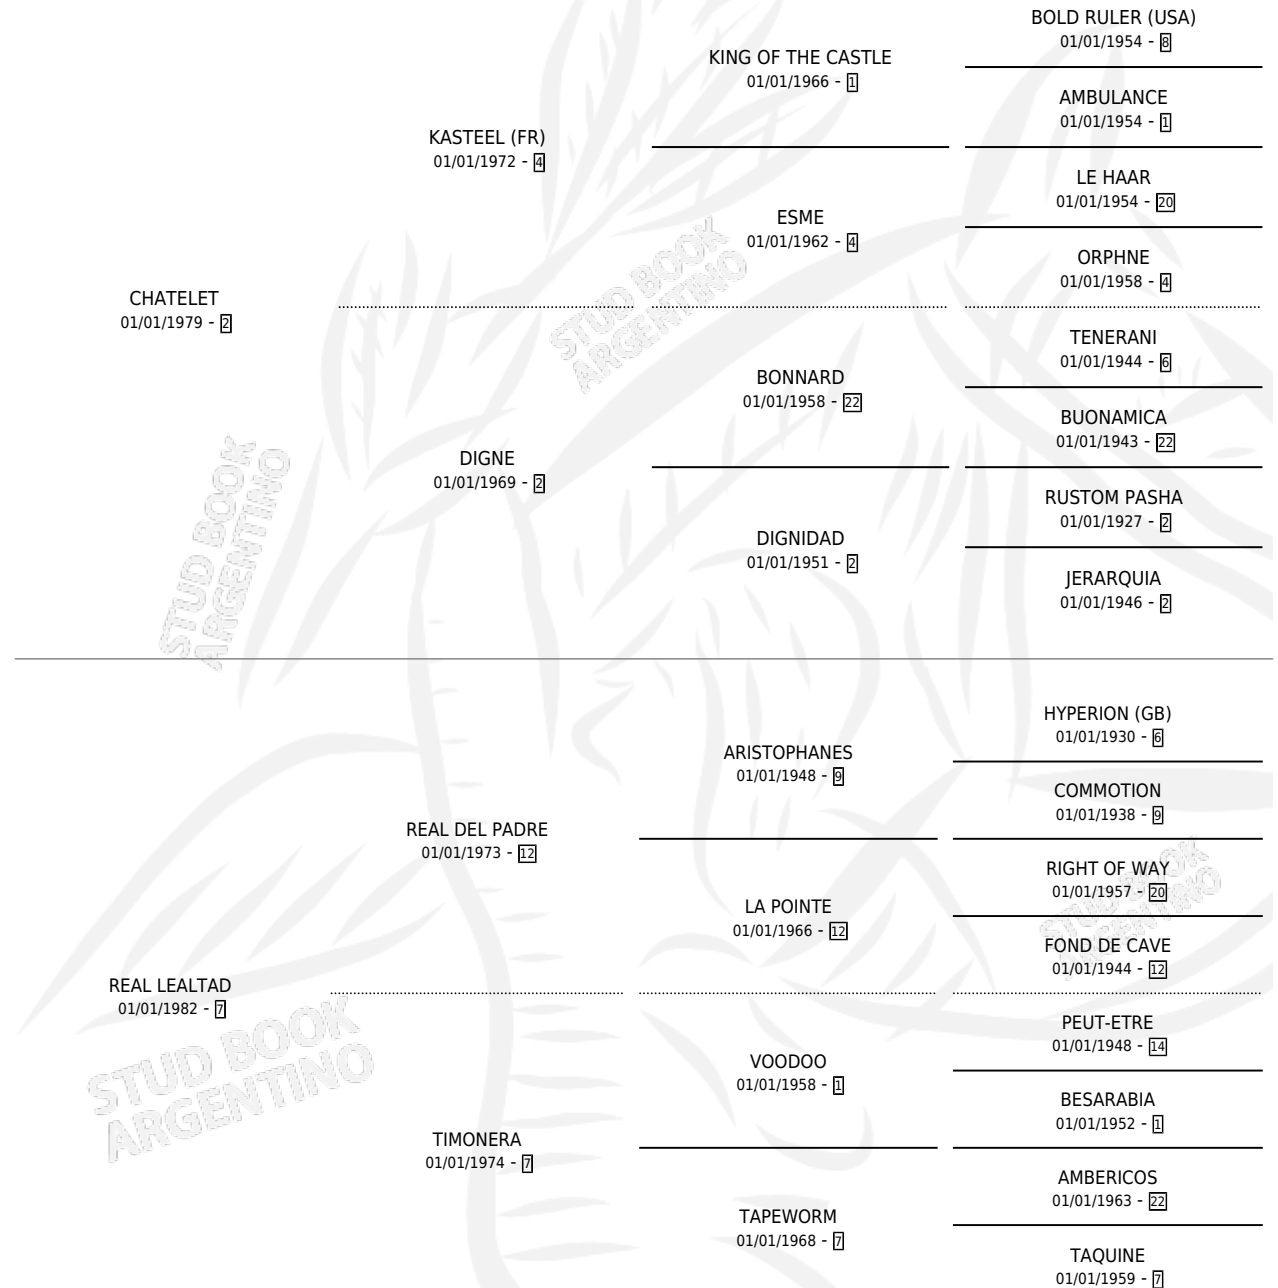 BOLD RULER (USA)
01/01/1954 - 8
KING OF THE CASTLE
01/01/1966 - 1
AMBULANCE
01/01/1954 - 1
KASTEEL (FR)
01/01/1972 - 4
LE HAAR
01/01/1954 - 20
ESME
01/01/1962 - 4
ORPHNE
01/01/1958 - 4
CHATELET
01/01/1979 - 2
TENERANI
01/01/1944 - 6
BONNARD
01/01/1958 - 22
BUONAMICA
01/01/1943 - 22
DIGNE
01/01/1969 - 2
RUSTOM PASHA
01/01/1927 - 2
DIGNIDAD
01/01/1951 - 2
JERARQUIA
01/01/1946 - 2
STUD BOOK
ARGENTINO
STUD BOOK
ARGENTINO
HYPERION (GB)
01/01/1930 - 6
ARISTOPHANES
01/01/1948 - 9
COMMOTION
01/01/1938 - 9
REAL DEL PADRE
01/01/1973 - 12
RIGHT OF WAY
01/01/1957 - 20
LA POINTE
01/01/1966 - 12
FOND DE CAVE
01/01/1944 - 12
STUD BOOK
ARGENTINO
REAL LEALTAD
01/01/1982 - 7
PEUT-ETRE
01/01/1948 - 14
VOODOO
01/01/1958 - 1
BESARABIA
01/01/1952 - 1
STUD BOOK
ARGENTINO
TIMONERA
01/01/1974 - 7
AMBERICOS
01/01/1963 - 22
TAPEWORM
01/01/1968 - 7
TAQUINE
01/01/1959 - 7